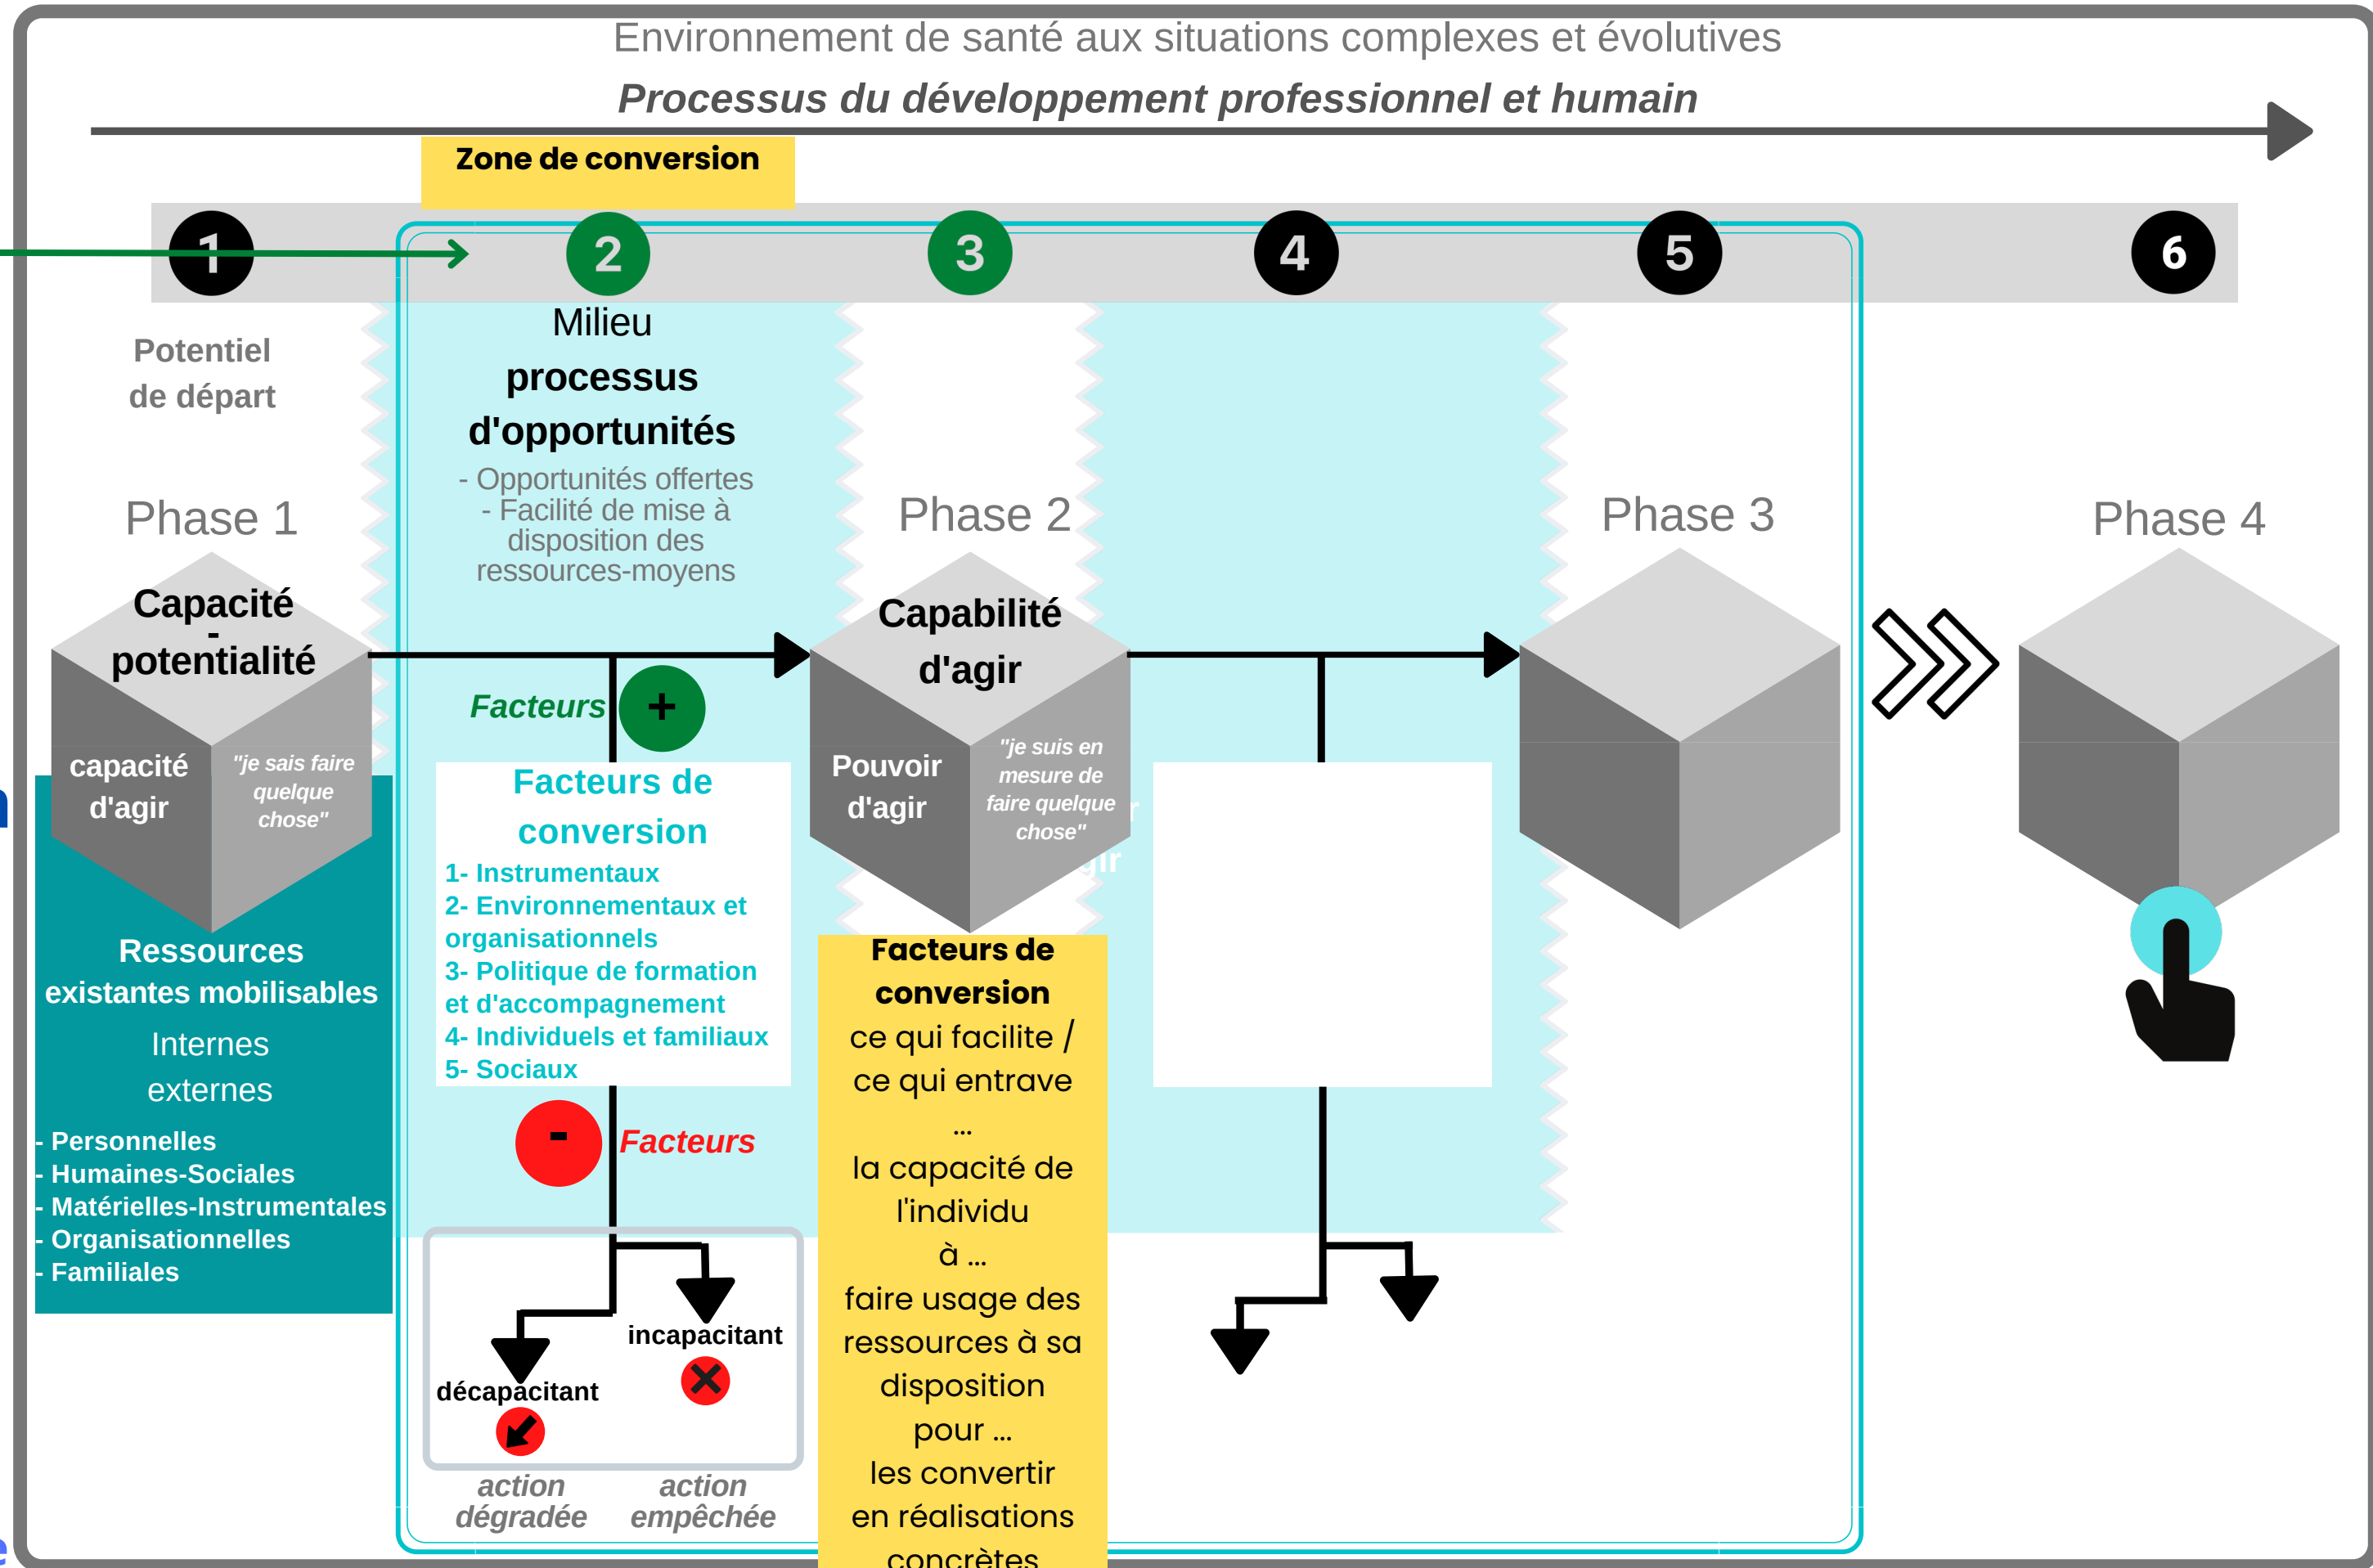 Environnement de santé aux situations complexes et évolutives
Processus du développement professionnel et humain
Zone de conversion
1
2
3
4
5
6
Potentiel
de départ
Phase 1
Capacité
-
potentialité
capacité
d'agir
"je sais faire
quelque
chose"
Ressources
existantes mobilisables
Internes
externes
- Personnelles
- Humaines-Sociales
- Matérielles-Instrumentales
- Organisationnelles
- Familiales
Milieu
processus
d'opportunités
- Opportunités offertes
- Facilité de mise à
disposition des
ressources-moyens
Facteurs
+
Facteurs de
conversion
1- Instrumentaux
2- Environnementaux et
organisationnels
3- Politique de formation
et d'accompagnement
4- Individuels et familiaux
5- Sociaux
-
Facteurs
incapacitant
décapacitant
action
dégradée
action
empêchée
Phase 2
Capabilité
d'agir
Pouvoir
d'agir
"je suis en
mesure de
faire quelque
chose"
Facteurs de
conversion
ce qui facilite /
ce qui entrave
...
la capacité de
l'individu
à ...
faire usage des
ressources à sa
disposition
pour ...
les convertir
en réalisations
concrètes
Phase 3
Phase 4